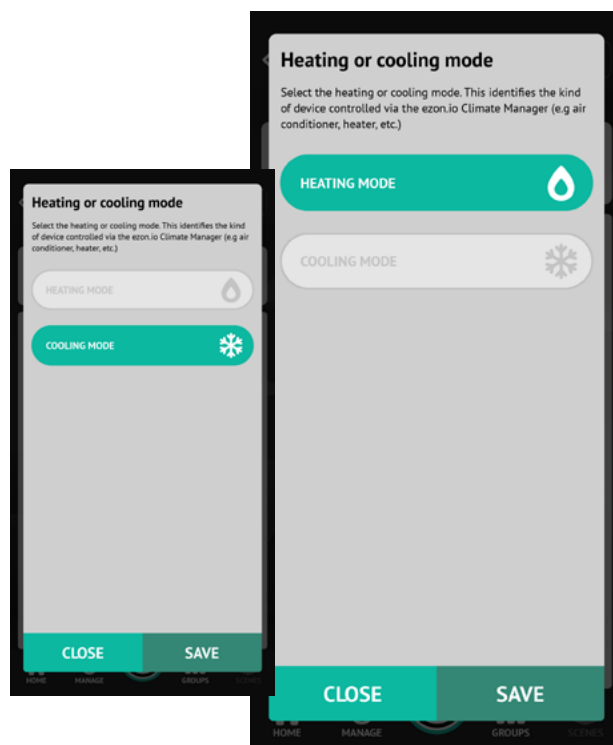 Heating or cooling mode
Select the heating or cooling mode. This identifies the kind
of device controlled via the ezon.io Climate Manager (e.g air
conditioner, heater, etc.)
HEATING MODE
COOLING MODE
CLOSE SAVE
HOME MANAGE GROUPS SCENES
Heating or cooling mode
Select the heating or cooling mode. This identifies the kind
of device controlled via the ezon.io Climate Manager (e.g air
conditioner, heater, etc.)
HEATING MODE
COOLING MODE
CLOSE SAVE
HOME MANAGE GROUPS SCENES